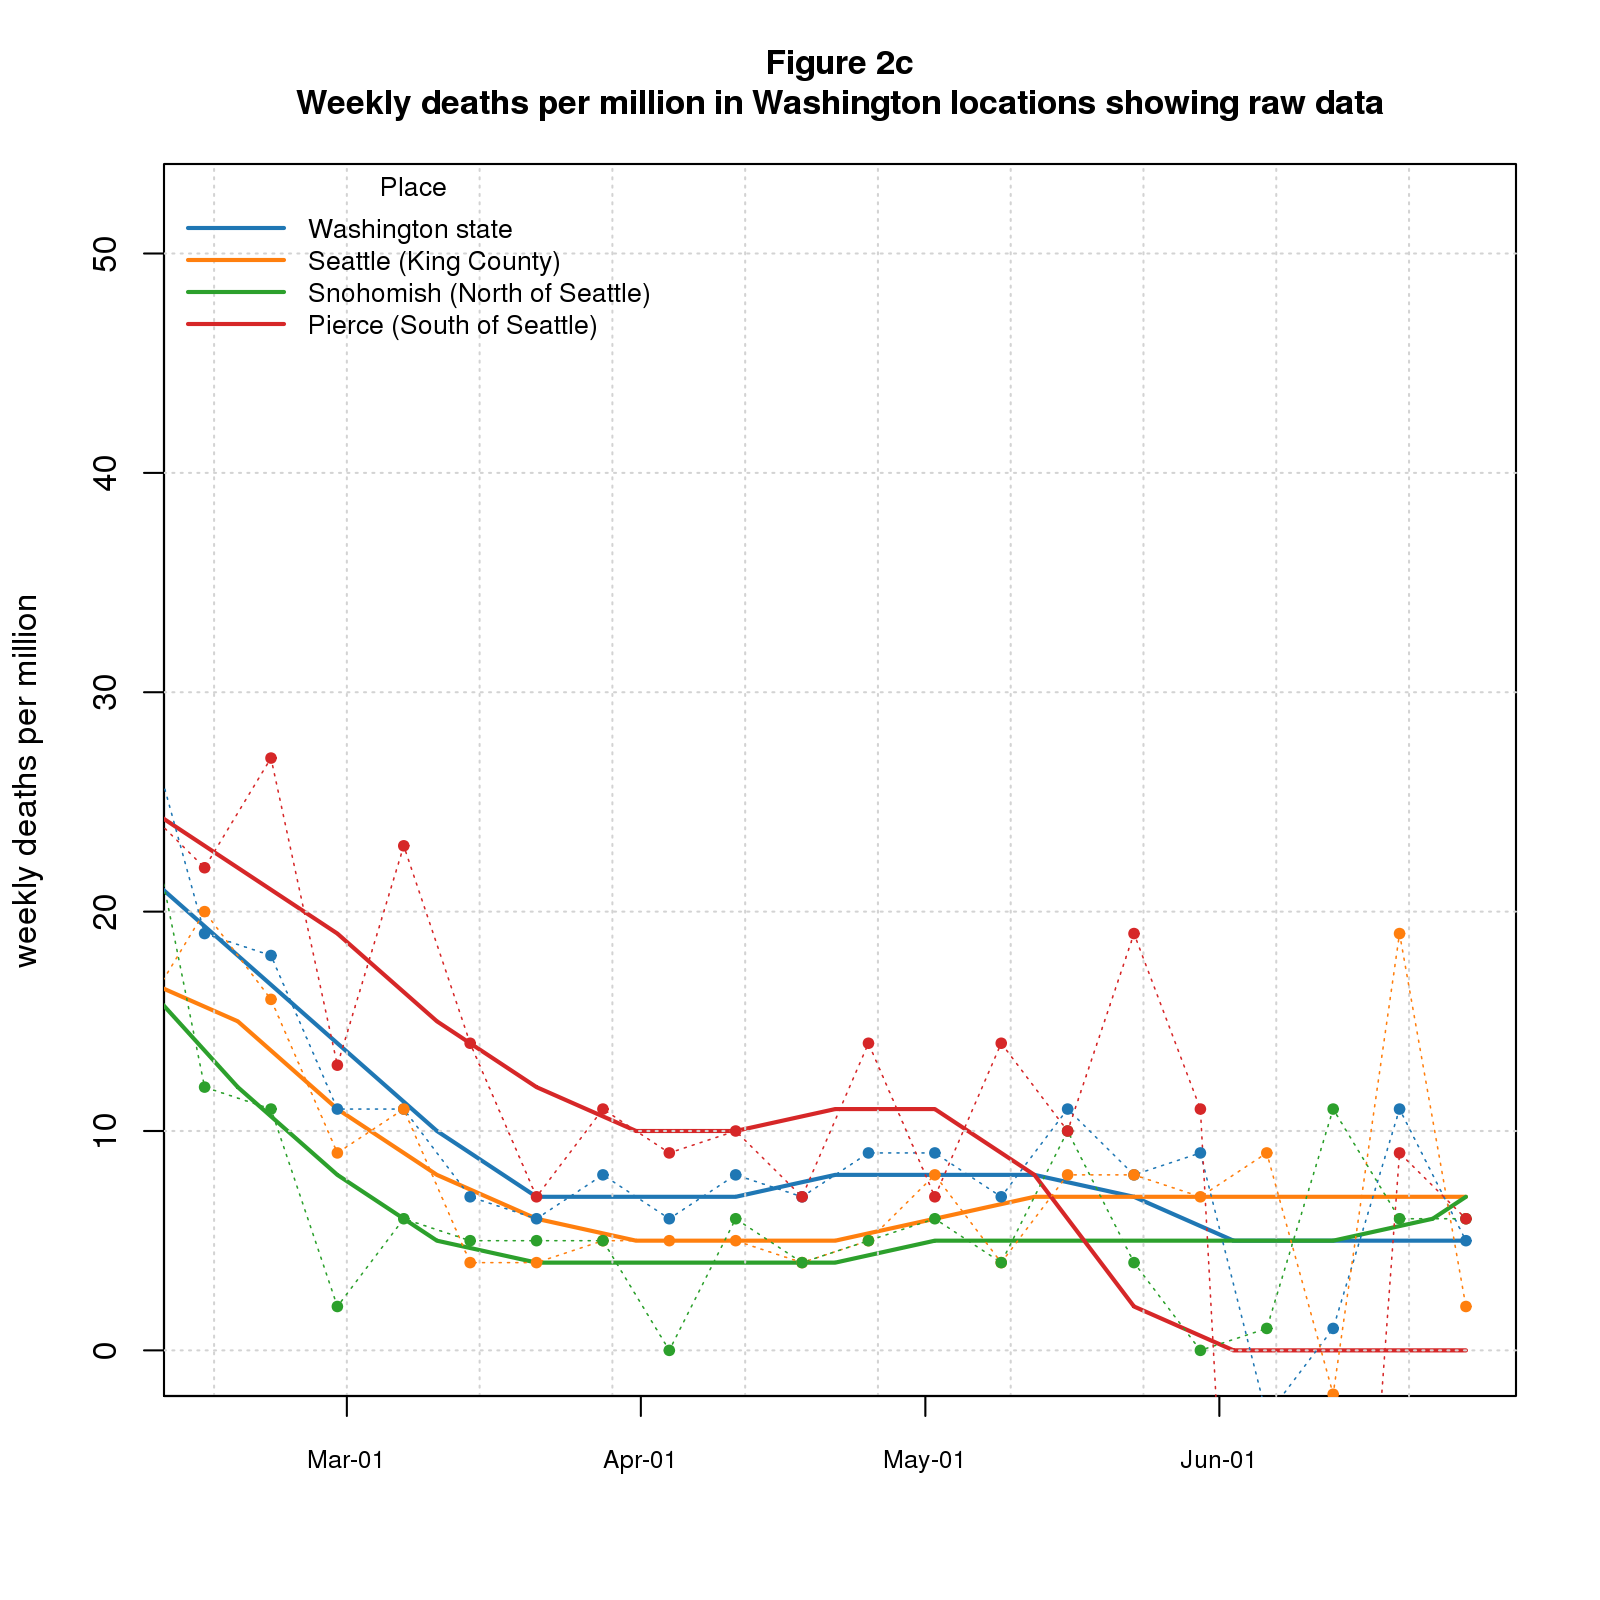 Figure 2c
Weekly deaths per million in Washington locations showing raw data
Place
Washington state
Seattle (King County)
Snohomish (North of Seattle)
Pierce (South of Seattle)
weekly deaths per million
50
40
30
20
10
0
Mar-01
Apr-01
May-01
Jun-01